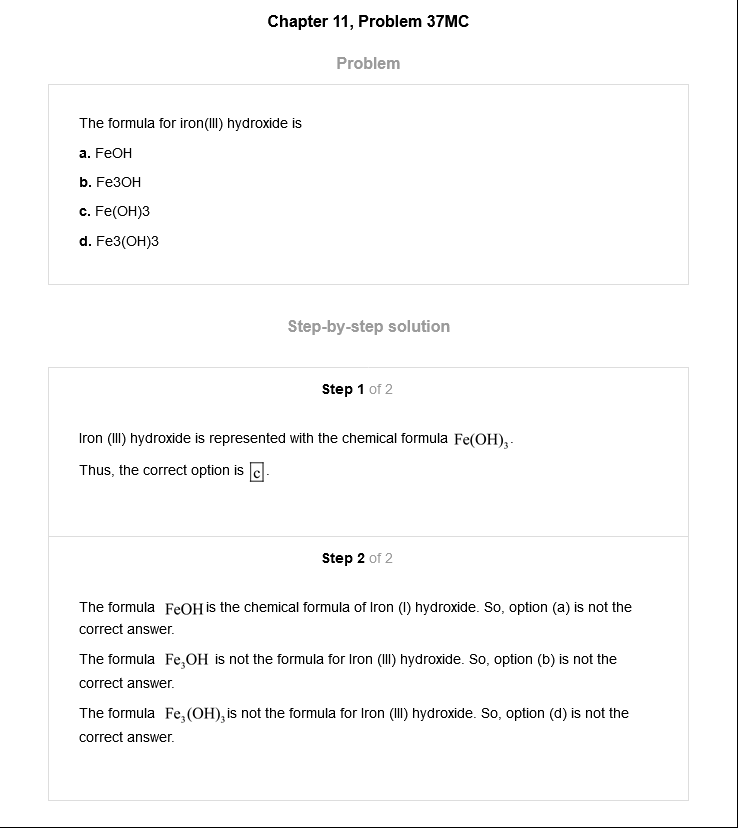 Chapter 11, Problem 37MC
Problem
The formula for iron(III) hydroxide is
a. FeOH
b. Fe3OH
c. Fe(OH)3
d. Fe3(OH)3
Step-by-step solution
Step 1 of 2
Iron (III) hydroxide is represented with the chemical formula Fe(OH)₃.
Thus, the correct option is c.
Step 2 of 2
The formula FeOH is the chemical formula of Iron (I) hydroxide. So, option (a) is not the
correct answer.
The formula Fe₃OH is not the formula for Iron (III) hydroxide. So, option (b) is not the
correct answer.
The formula Fe₃(OH)₃ is not the formula for Iron (III) hydroxide. So, option (d) is not the
correct answer.